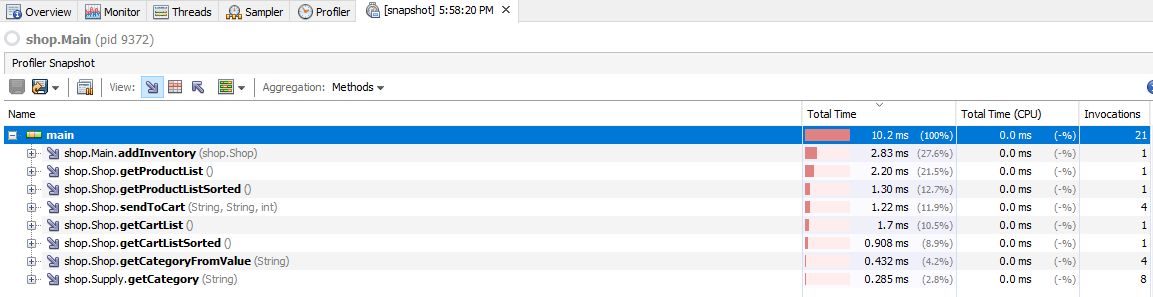 Overview Monitor Threads Sampler Profiler [snapshot] 5:58:20 PM
shop.Main (pid 9372)
Profiler Snapshot
View: Aggregation: Methods
Name Total Time Total Time (CPU) Invocations
main 10.2 ms (100%) 0.0 ms (-%) 21
shop.Main.addInventory (shop.Shop) 2.83 ms (27.6%) 0.0 ms (-%) 1
shop.Shop.getProductList () 2.20 ms (21.5%) 0.0 ms (-%) 1
shop.Shop.getProductListSorted () 1.30 ms (12.7%) 0.0 ms (-%) 1
shop.Shop.sendToCart (String, String, int) 1.22 ms (11.9%) 0.0 ms (-%) 4
shop.Shop.getCartList () 1.7 ms (10.5%) 0.0 ms (-%) 1
shop.Shop.getCartListSorted () 0.908 ms (8.9%) 0.0 ms (-%) 1
shop.Shop.getCategoryFromValue (String) 0.432 ms (4.2%) 0.0 ms (-%) 4
shop.Supply.getCategory (String) 0.285 ms (2.8%) 0.0 ms (-%) 8